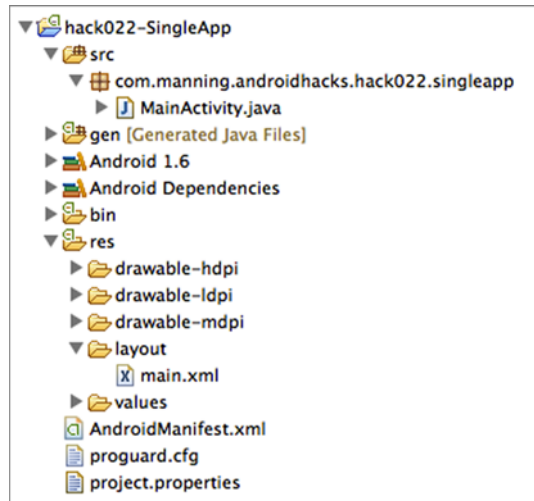 hack022-SingleApp
src
com.manning.androidhacks.hack022.singleapp
MainActivity.java
gen [Generated Java Files]
Android 1.6
Android Dependencies
bin
res
drawable-hdpi
drawable-ldpi
drawable-mdpi
layout
main.xml
values
AndroidManifest.xml
proguard.cfg
project.properties